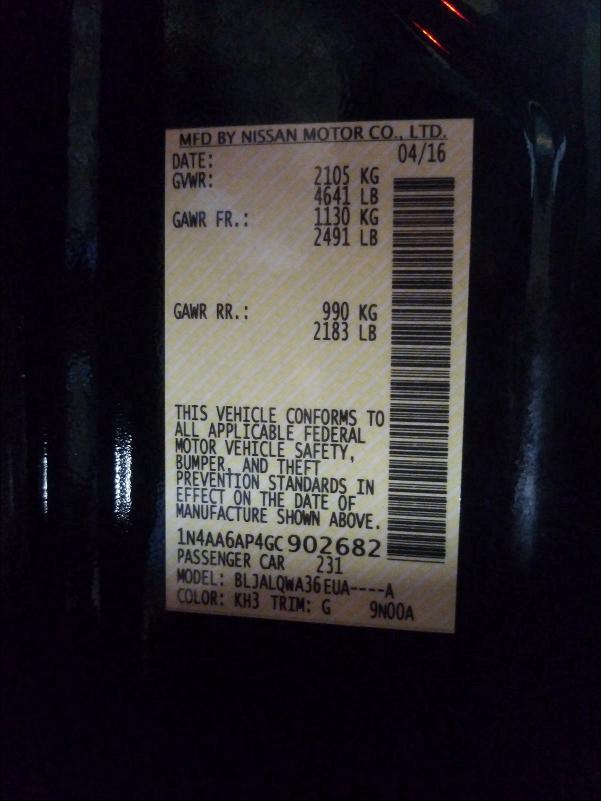 MFD BY NISSAN MOTOR CO., LTD.
DATE: 04/16
GVWR: 2105 KG
4641 LB
GAWR FR.: 1130 KG
2491 LB
GAWR RR.: 990 KG
2183 LB
THIS VEHICLE CONFORMS TO
ALL APPLICABLE FEDERAL
MOTOR VEHICLE SAFETY,
BUMPER, AND THEFT
PREVENTION STANDARDS IN
EFFECT ON THE DATE OF
MANUFACTURE SHOWN ABOVE.
1N4AA6AP4GC902682
PASSENGER CAR 231
MODEL: BLJALQWA36EUA----A
COLOR: KH3 TRIM: G 9N00A